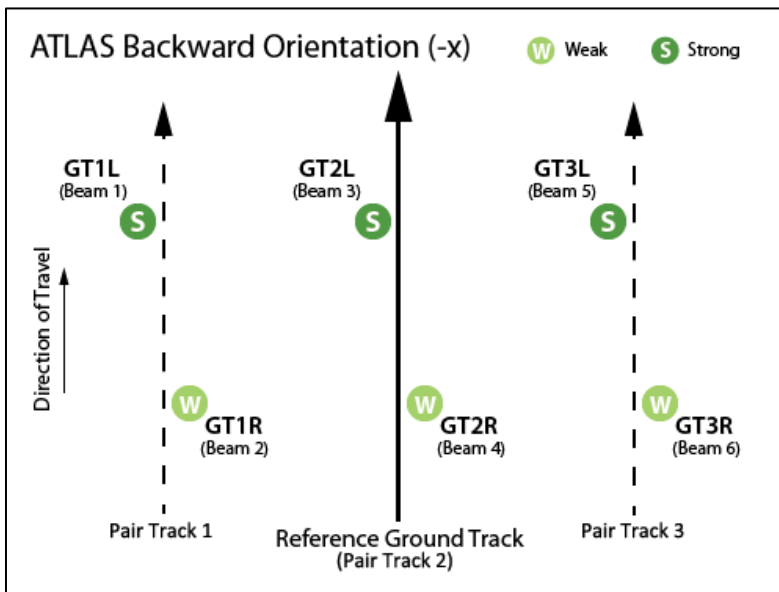 ATLAS Backward Orientation (-x)
W Weak
S Strong
GT1L
(Beam 1)
S
GT2L
(Beam 3)
S
GT3L
(Beam 5)
S
Direction of Travel
W
GT1R
(Beam 2)
W
GT2R
(Beam 4)
W
GT3R
(Beam 6)
Pair Track 1
Reference Ground Track
(Pair Track 2)
Pair Track 3